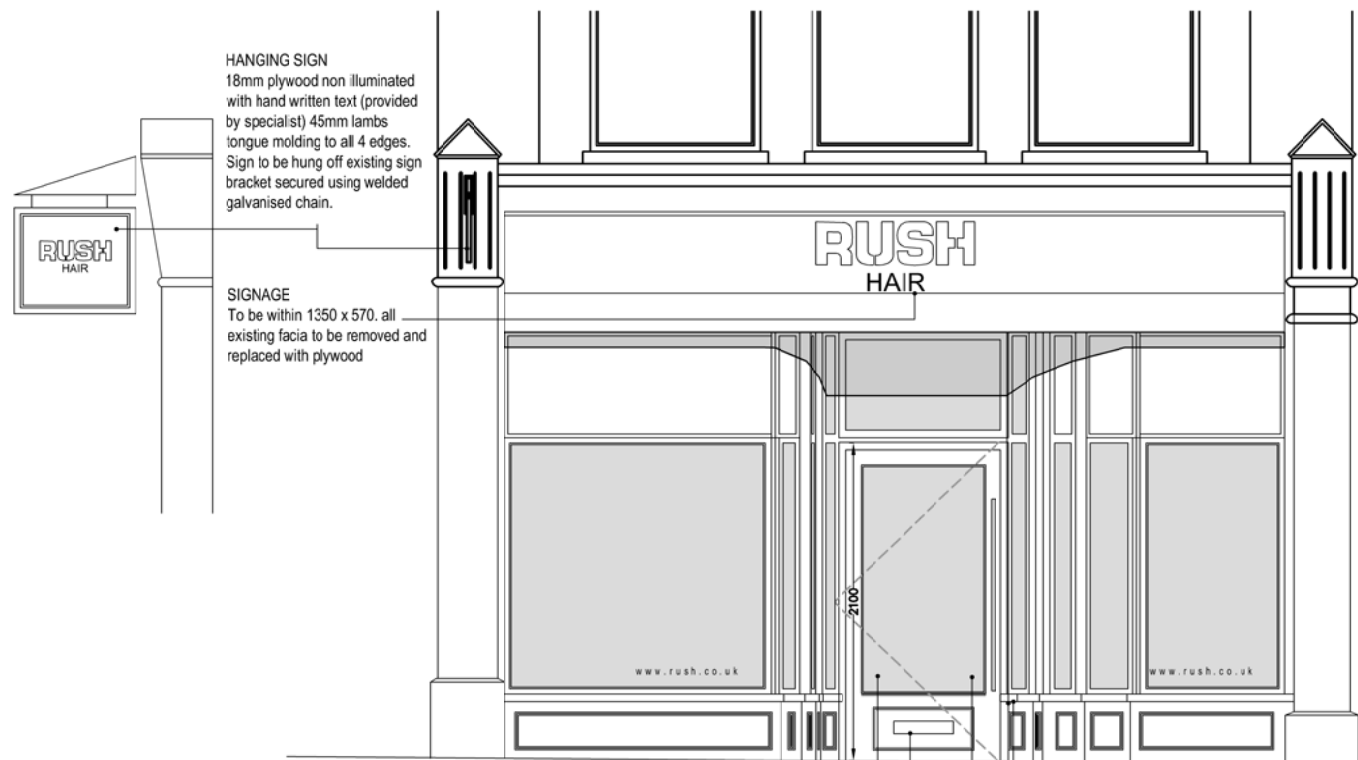 HANGING SIGN
18mm plywood non illuminated
with hand written text (provided
by specialist) 45mm lambs
tongue molding to all 4 edges.
Sign to be hung off existing sign
bracket secured using welded
galvanised chain.
RUSH
HAIR
RUSH
HAIR
SIGNAGE
To be within 1350 x 570. all
existing facia to be removed and
replaced with plywood
2100
www.rush.co.uk
www.rush.co.uk